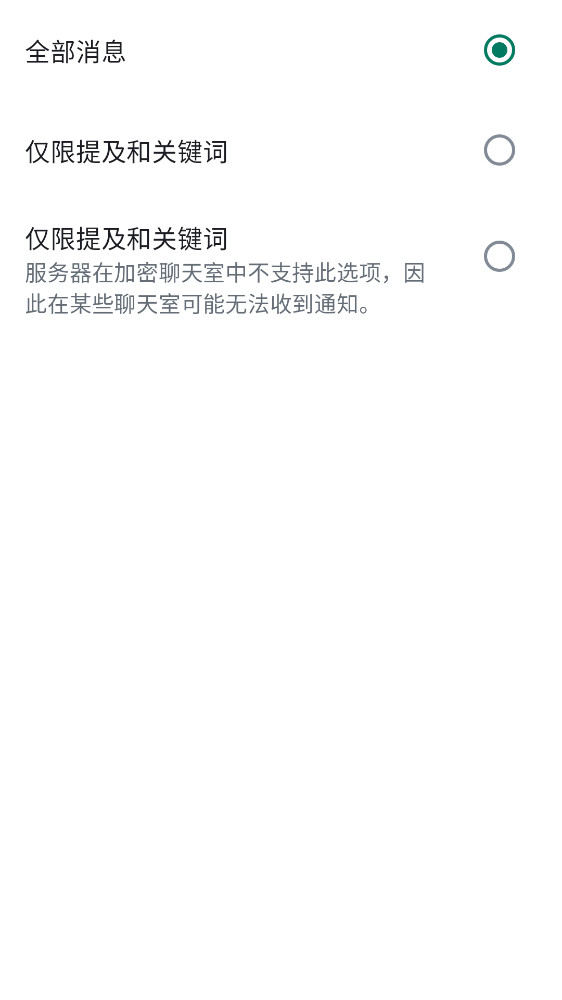 全部消息
仅限提及和关键词
仅限提及和关键词
服务器在加密聊天室中不支持此选项，因
此在某些聊天室可能无法收到通知。